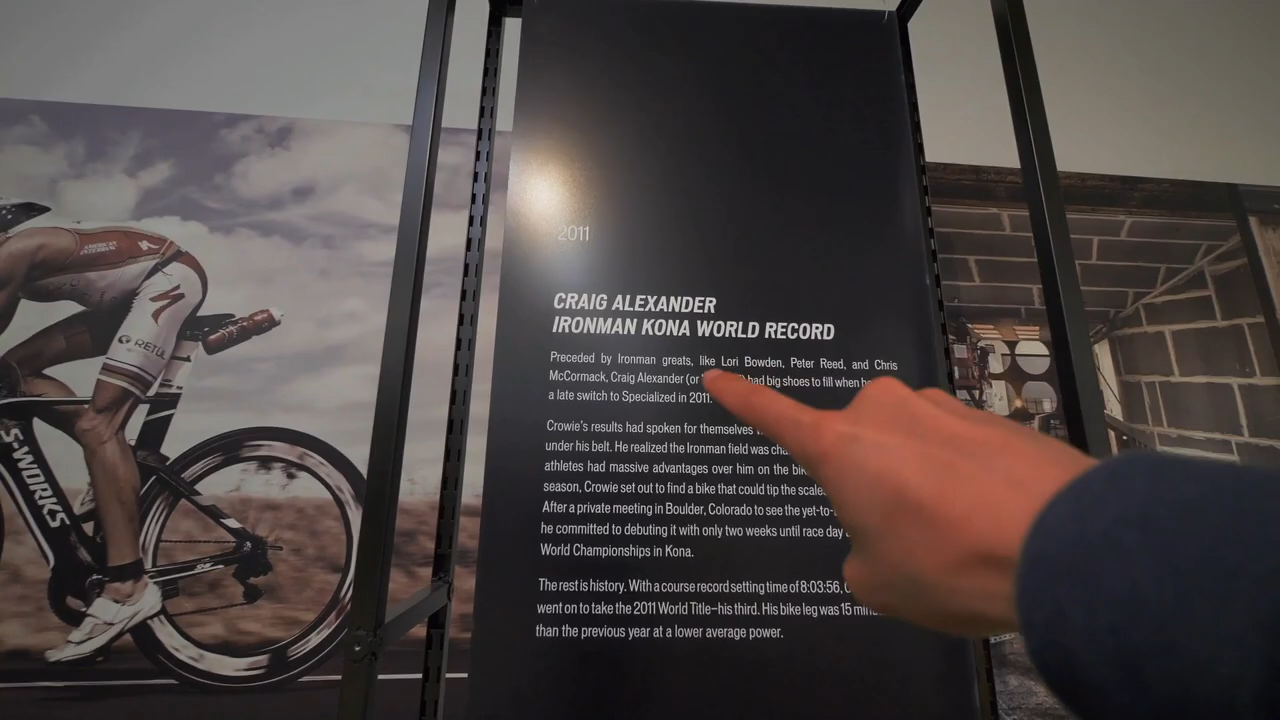 2011
CRAIG ALEXANDER
IRONMAN KONA WORLD RECORD
Preceded by Ironman greats, like Lori Bowden, Peter Reed, and Chris
McCormack, Craig Alexander (or had big shoes to fill when
a late switch to Specialized in 2011.
Crowie's results had spoken for themselves
under his belt. He realized the Ironman field was
athletes had massive advantages over him on the
season, Crowie set out to find a bike that could tip the
After a private meeting in Boulder, Colorado to see the
he committed to debuting it with only two weeks until race day
World Championships in Kona.
The rest is history. With a course record setting time of 8:03:56,
went on to take the 2011 World Title–his third. His bike leg was 15
than the previous year at a lower average power.
AMERICAN
INTERBANC
K
RETÜL
S-WORKS